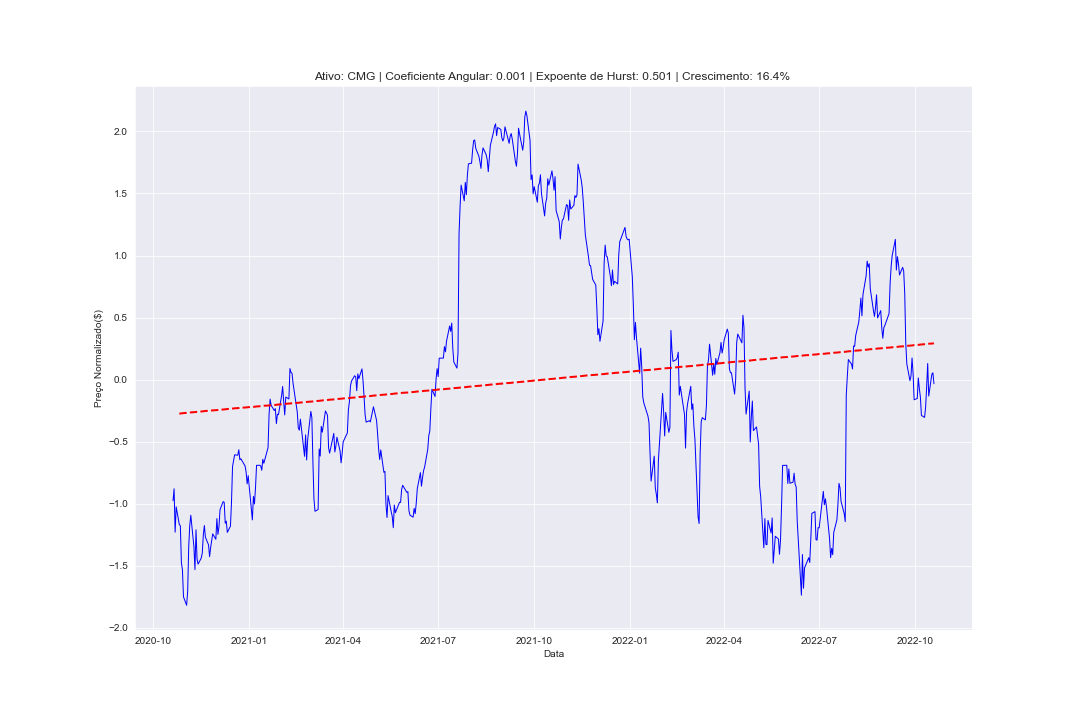 Ativo: CMG | Coeficiente Angular: 0.001 | Expoente de Hurst: 0.501 | Crescimento: 16.4%
Preço Normalizado($)
2.0
1.5
1.0
0.5
0.0
−0.5
−1.0
−1.5
−2.0
2020-10 2021-01 2021-04 2021-07 2021-10 2022-01 2022-04 2022-07 2022-10
Data